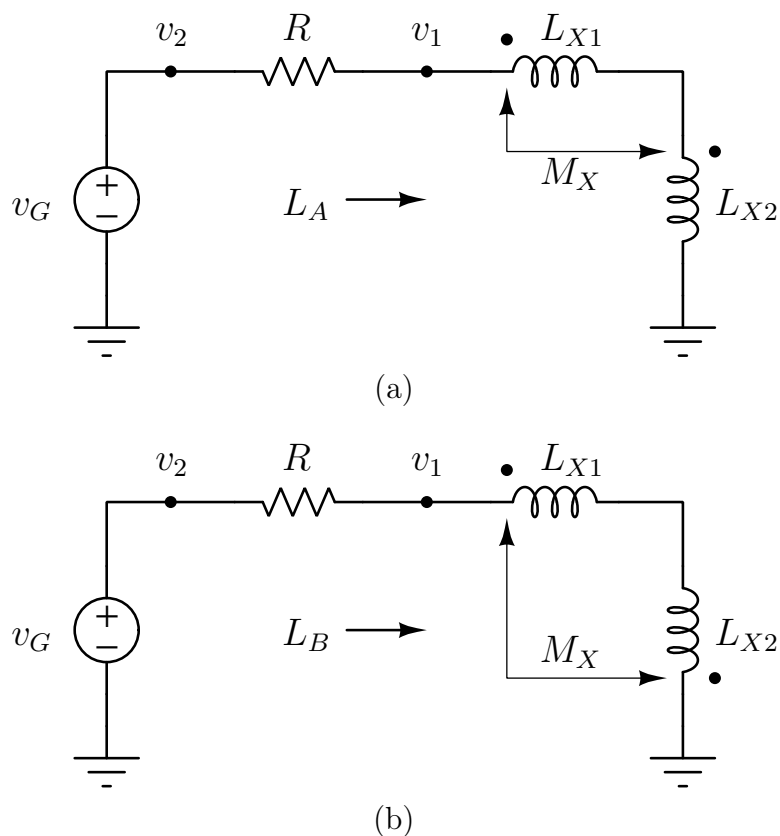 v2 R v1 LX1
+
−
vG LA MX LX2
(a)
v2 R v1 LX1
+
−
vG LB MX LX2
(b)